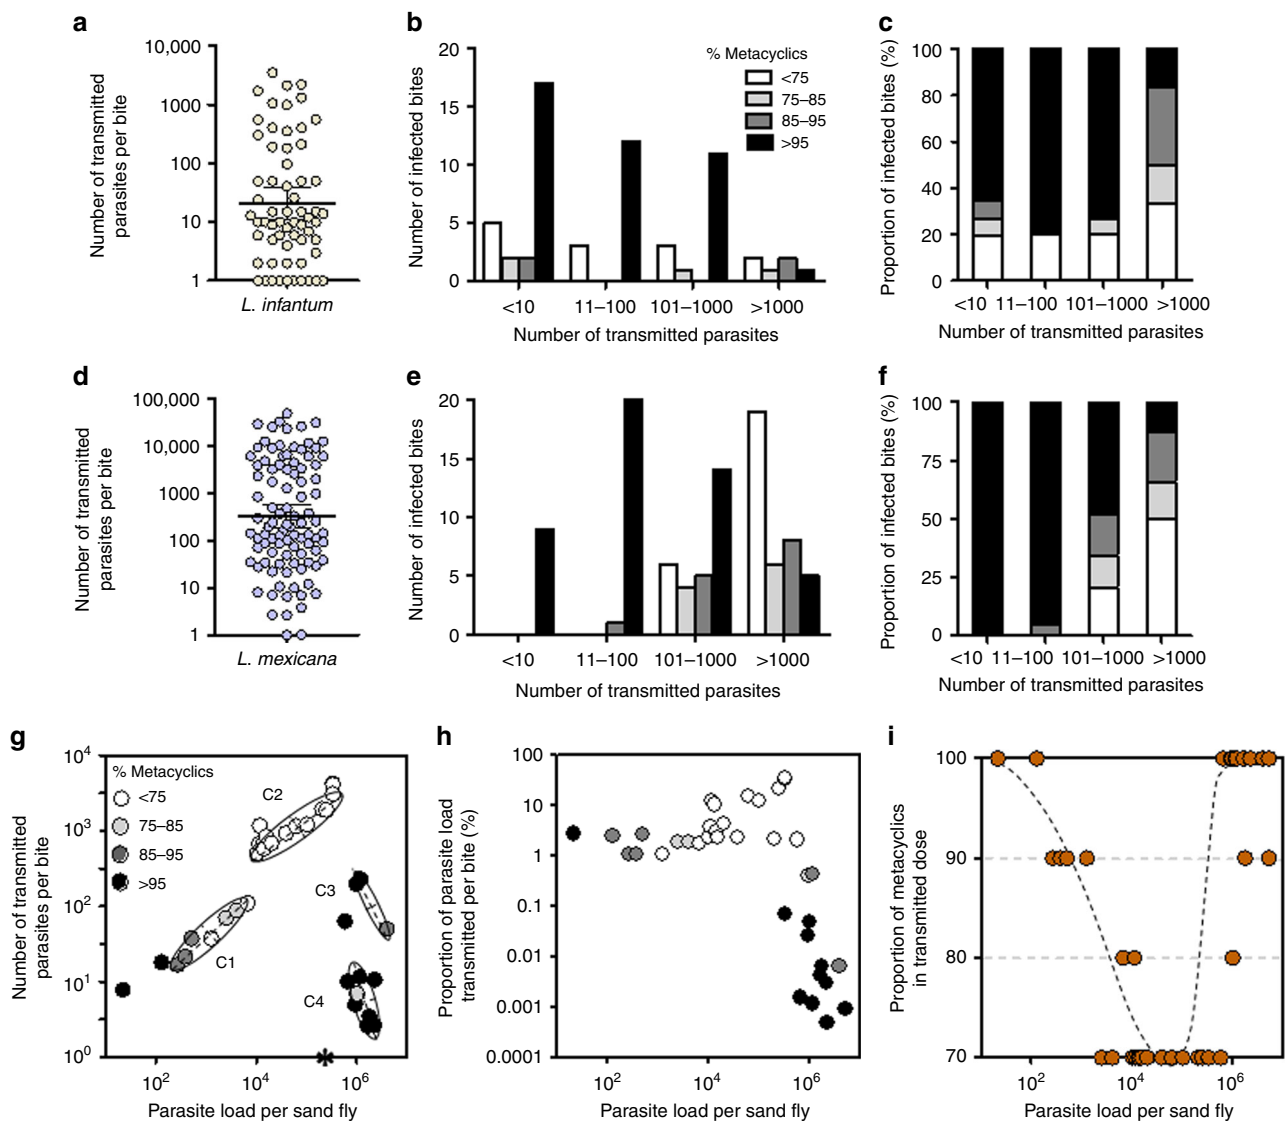 a
Number of transmitted
parasites per bite
10,000
1000
100
10
1
L. infantum
b
Number of infected bites
20
15
10
5
0
% Metacyclics
<75
75–85
85–95
>95
<10 11–100 101–1000 >1000
Number of transmitted parasites
c
Proportion of infected bites (%)
100
80
60
40
20
0
<10 11–100 101–1000 >1000
Number of transmitted parasites
d
Number of transmitted
parasites per bite
100,000
10,000
1000
100
10
1
L. mexicana
e
Number of infected bites
20
15
10
5
0
<10 11–100 101–1000 >1000
Number of transmitted parasites
f
Proportion of infected bites (%)
100
75
50
25
0
<10 11–100 101–1000 >1000
Number of transmitted parasites
g
Number of transmitted
parasites per bite
10⁴
10³
10²
10¹
10⁰
% Metacyclics
<75
75–85
85–95
>95
C2
C3
C1
C4
*
10² 10⁴ 10⁶
Parasite load per sand fly
h
Proportion of parasite load
transmitted per bite (%)
100
10
1
0.1
0.01
0.001
0.0001
10² 10⁴ 10⁶
Parasite load per sand fly
i
Proportion of metacyclics
in transmitted dose
100
90
80
70
10² 10⁴ 10⁶
Parasite load per sand fly